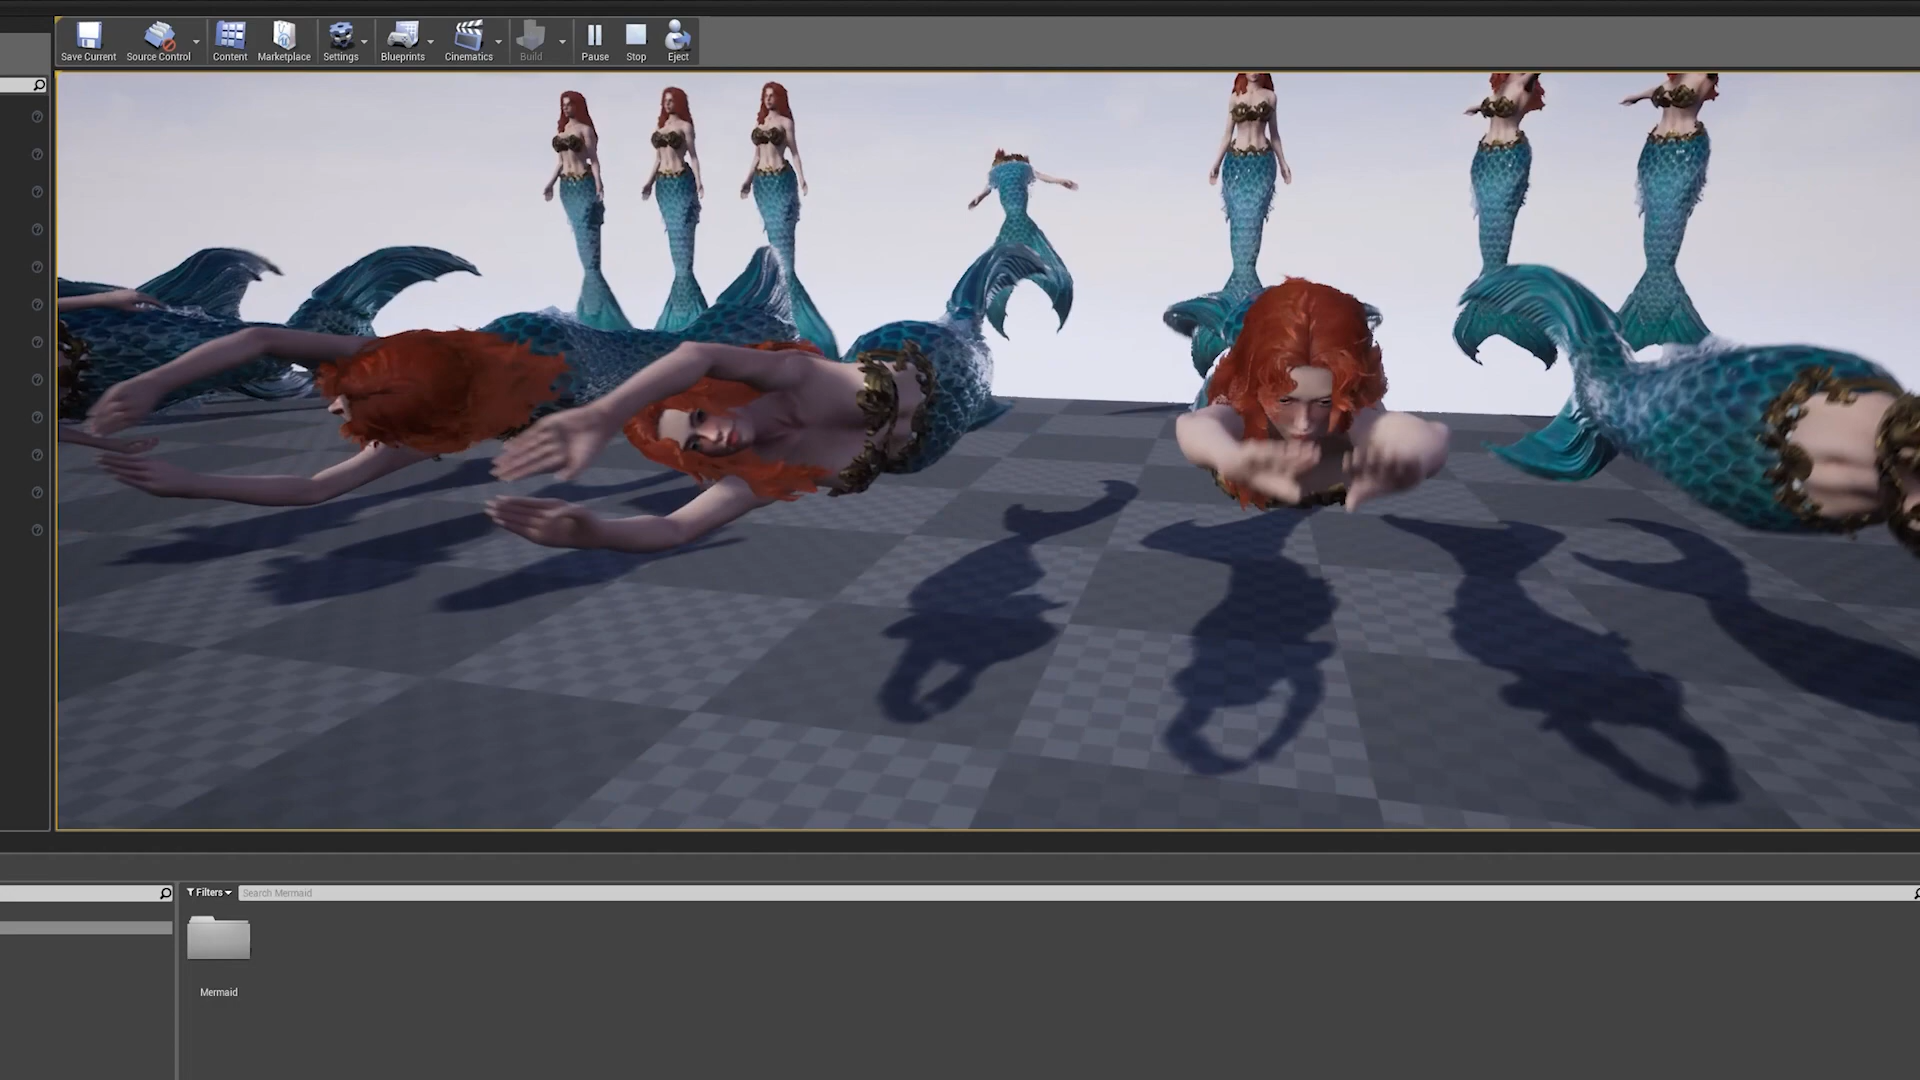 Save Current Source Control Content Marketplace Settings Blueprints Cinematics Build Pause Stop Eject
Filters Search Mermaid
Mermaid